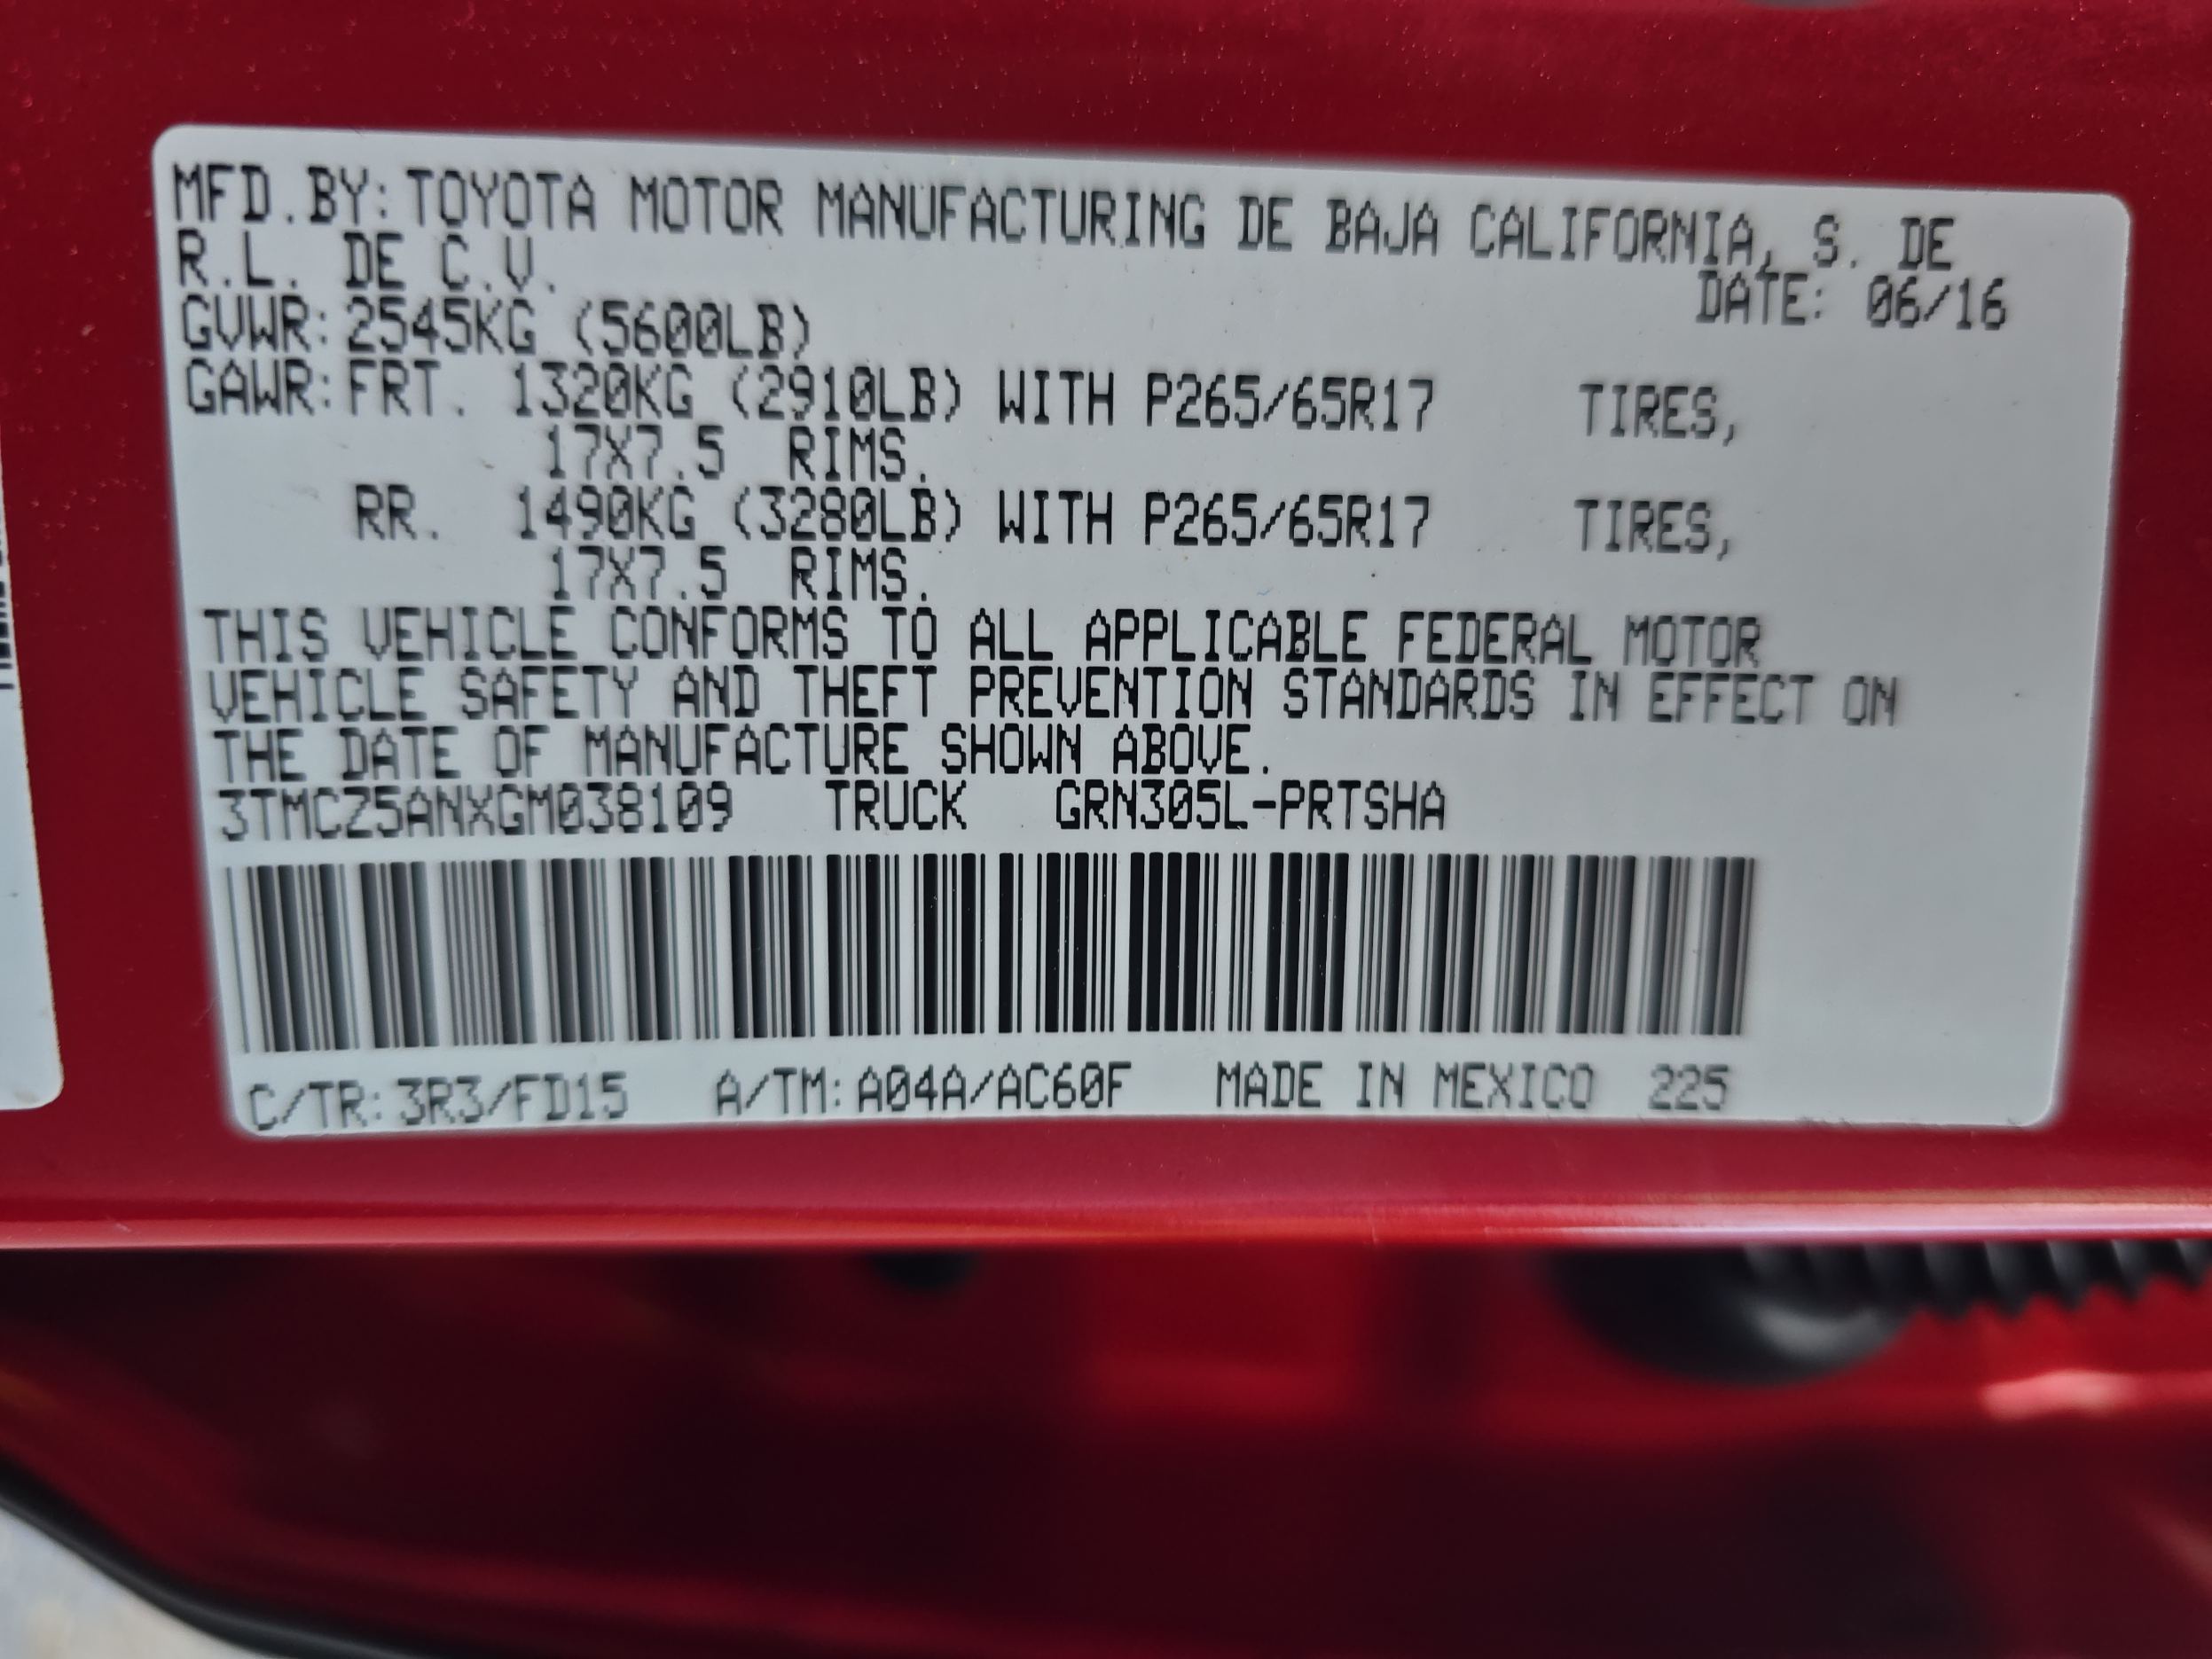 MFD.BY:TOYOTA MOTOR MANUFACTURING DE BAJA CALIFORNIA, S. DE
R.L. DE C.V.
DATE: 06/16
GVWR:2545KG (5600LB)
GAWR:FRT. 1320KG (2910LB) WITH P265/65R17 TIRES,
17X7.5 RIMS.
RR. 1490KG (3280LB) WITH P265/65R17 TIRES,
17X7.5 RIMS.
THIS VEHICLE CONFORMS TO ALL APPLICABLE FEDERAL MOTOR
VEHICLE SAFETY AND THEFT PREVENTION STANDARDS IN EFFECT ON
THE DATE OF MANUFACTURE SHOWN ABOVE.
3TMCZ5ANXGM038109 TRUCK GRN305L-PRTSHA
C/TR:3R3/FD15 A/TM:A04A/AC60F MADE IN MEXICO 225